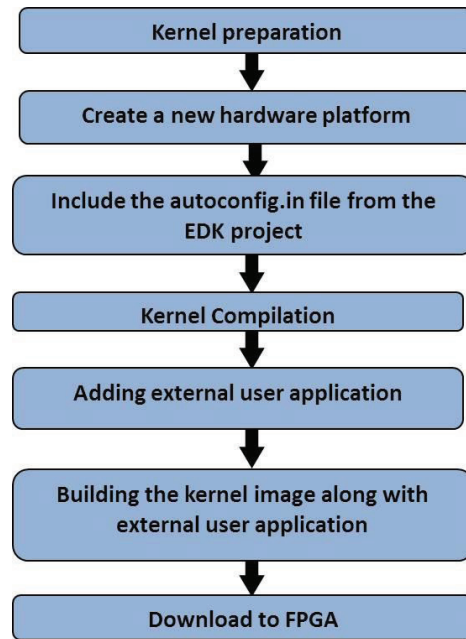 Kernel preparation
Create a new hardware platform
Include the autoconfig.in file from the
EDK project
Kernel Compilation
Adding external user application
Building the kernel image along with
external user application
Download to FPGA